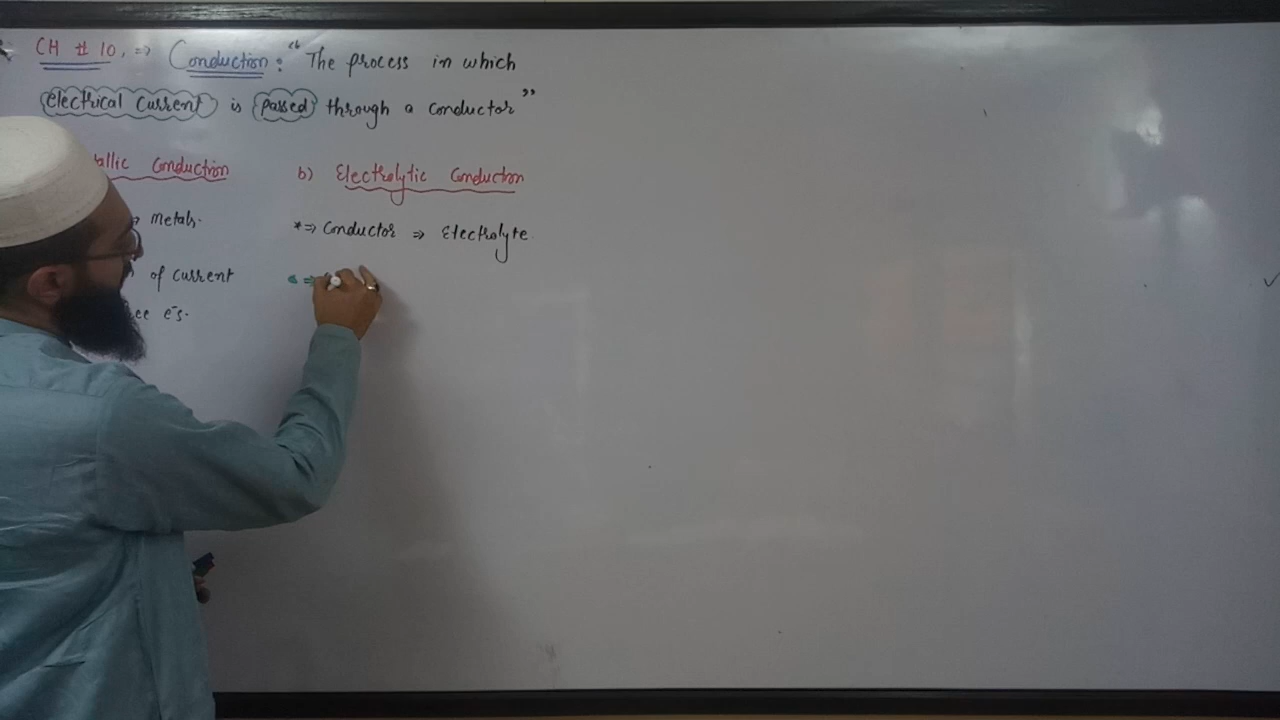 CH # 10. => Conduction: "The process in which
electrical current is passed through a conductor"
allic Conduction
b) Electrolytic Conduction
=> Metals.
*=> Conductor => Electrolyte
of Current
ee e⁻s.